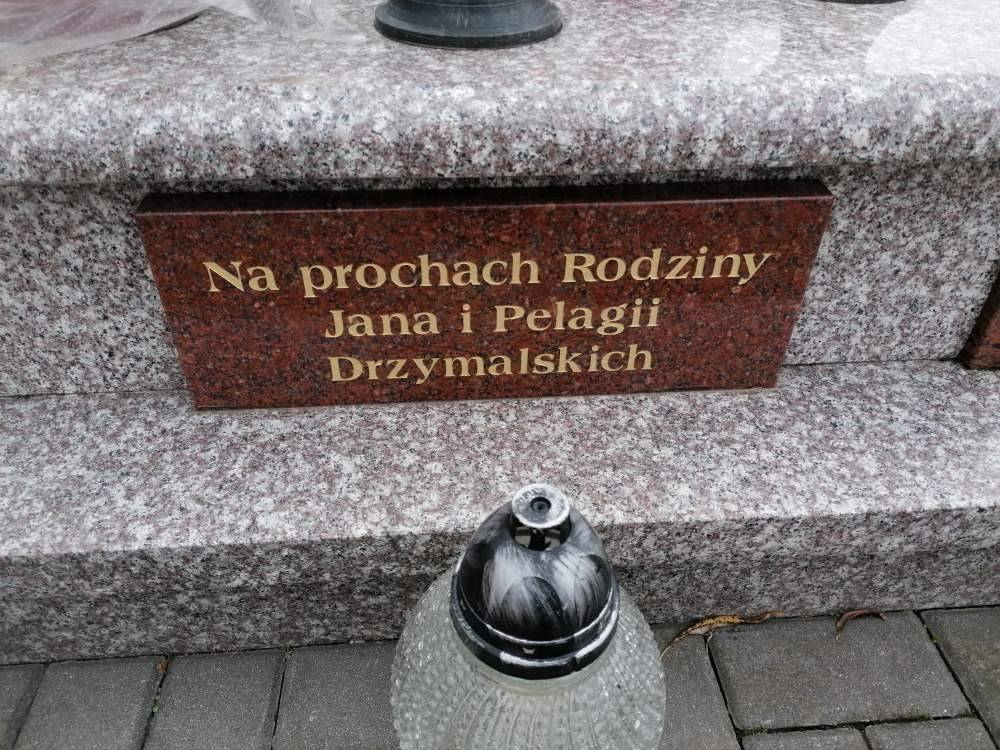 Na prochach Rodziny
Jana i Pelagii
Drzymalskich